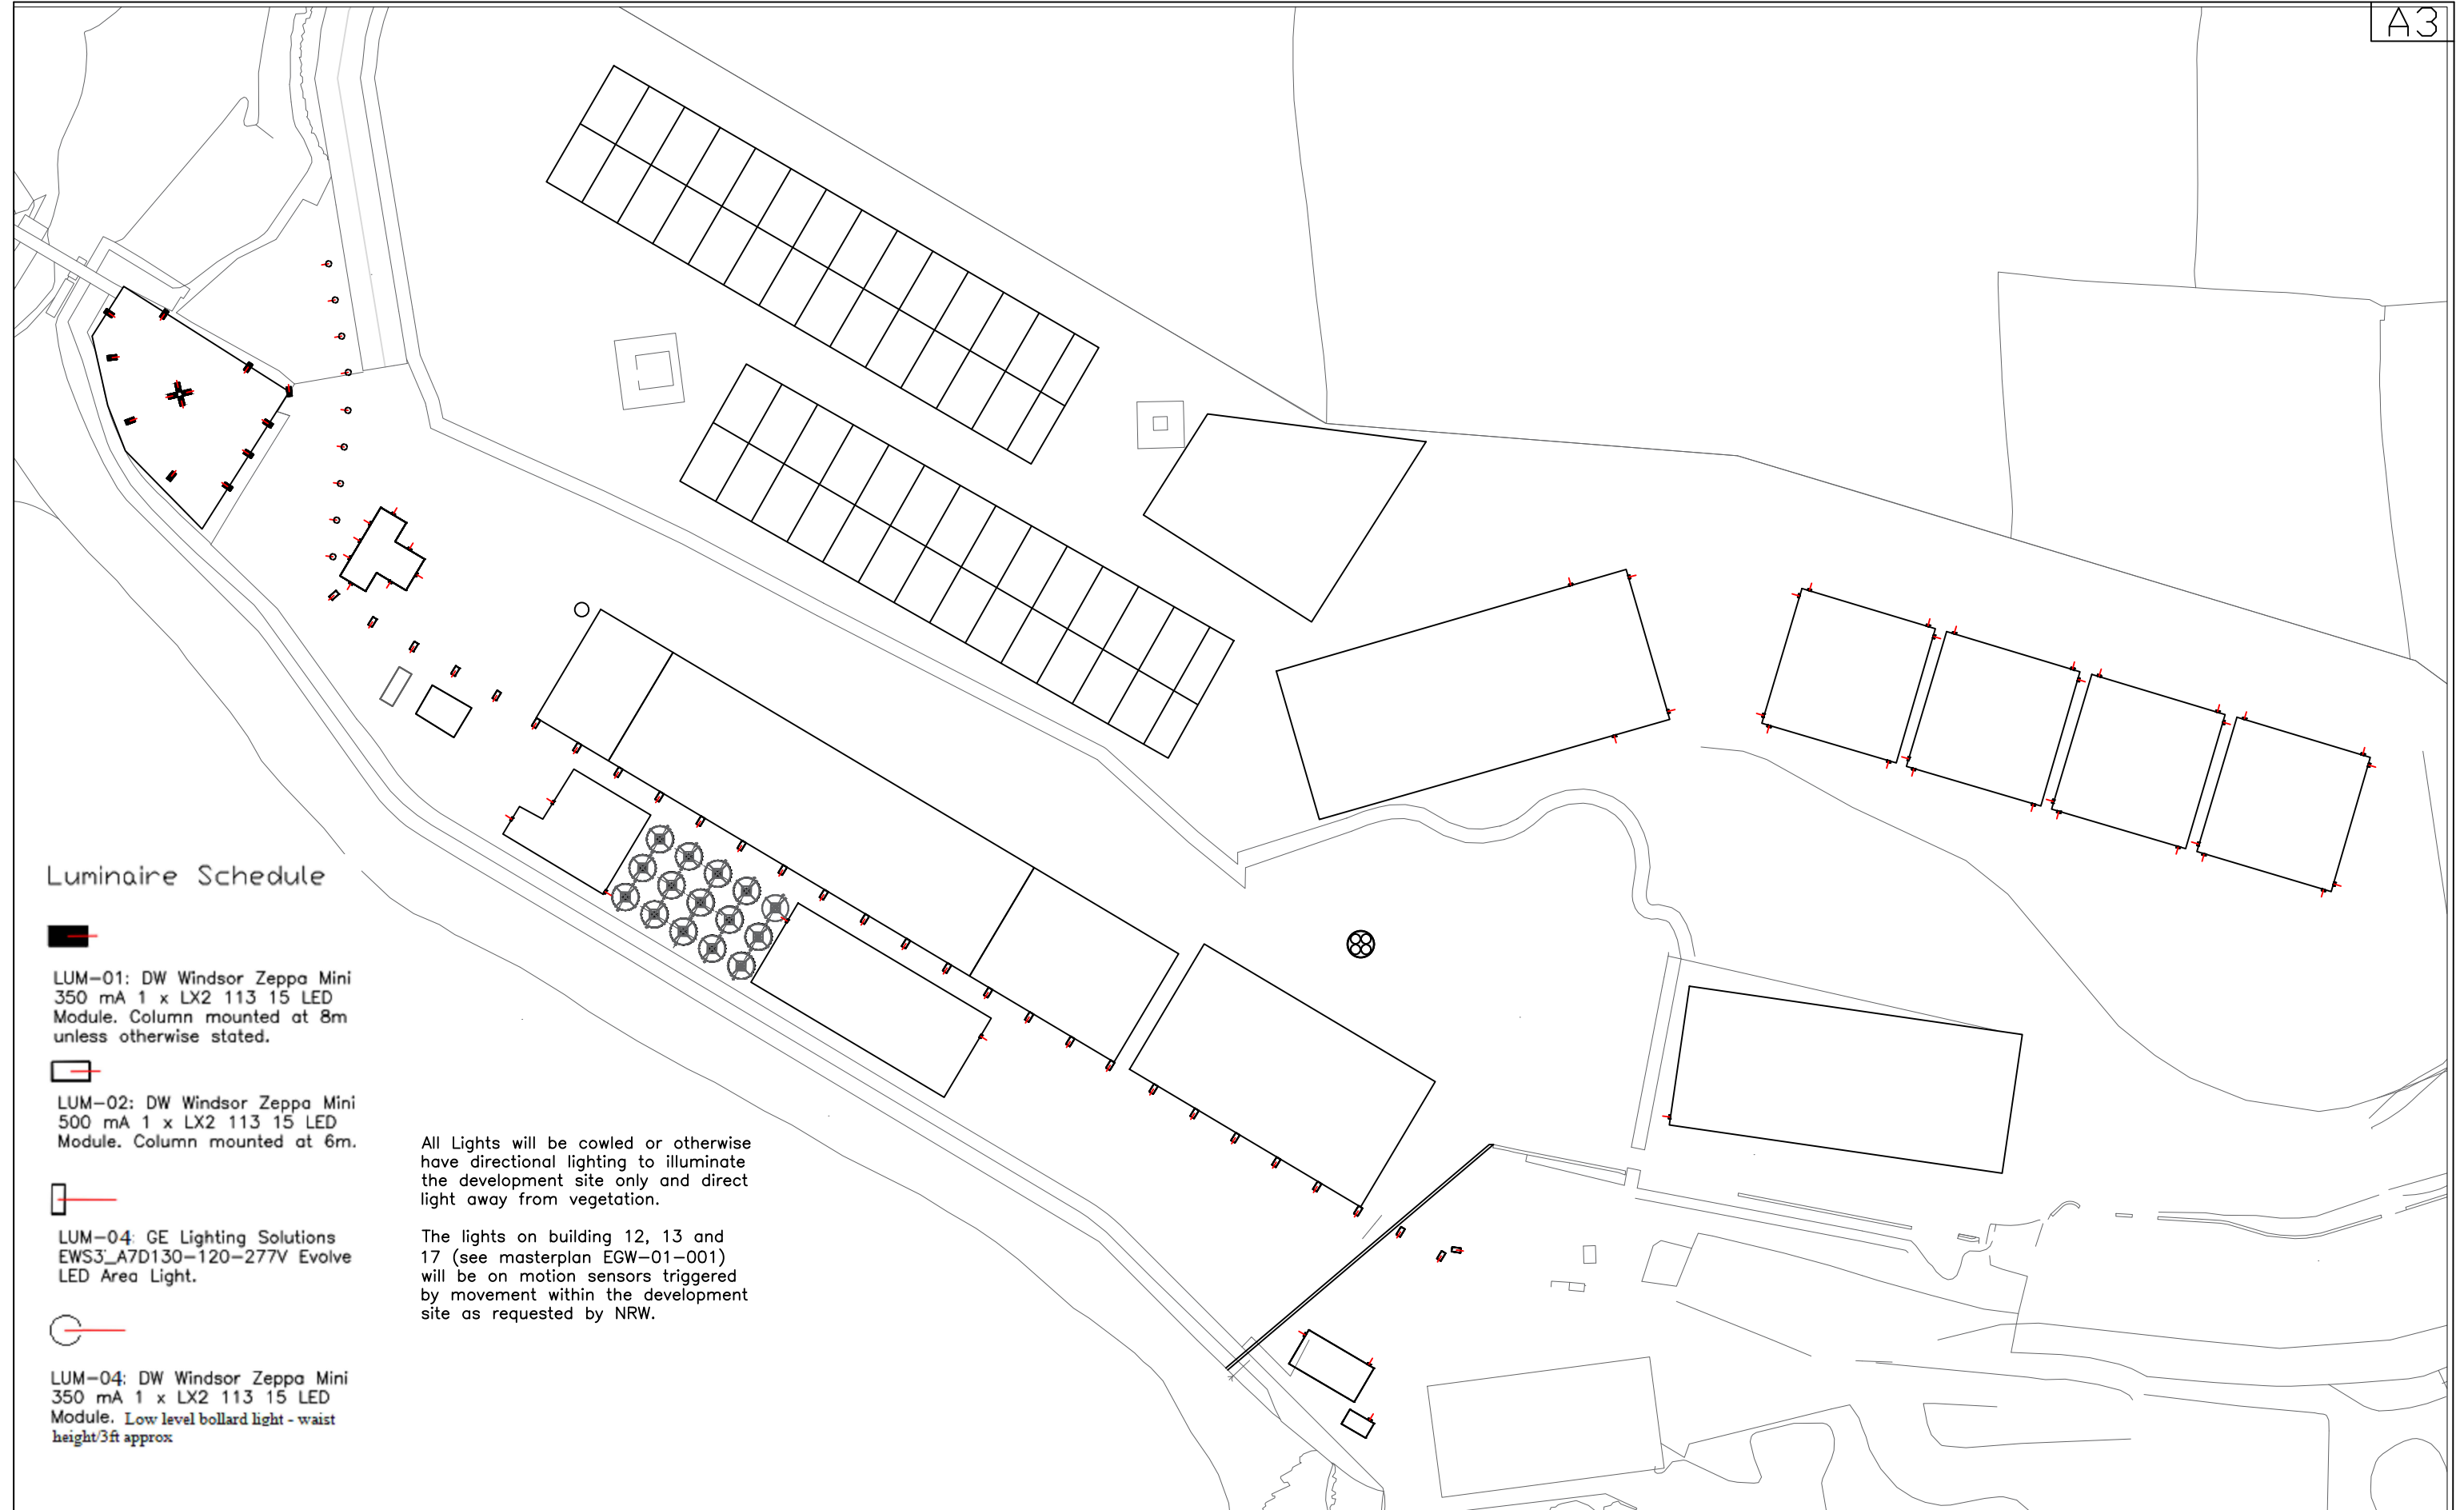 A3
Luminaire Schedule
LUM-01: DW Windsor Zeppa Mini
350 mA 1 x LX2 113 15 LED
Module. Column mounted at 8m
unless otherwise stated.
LUM-02: DW Windsor Zeppa Mini
500 mA 1 x LX2 113 15 LED
Module. Column mounted at 6m.
LUM-04: GE Lighting Solutions
EWS3_A7D130-120-277V Evolve
LED Area Light.
LUM-04: DW Windsor Zeppa Mini
350 mA 1 x LX2 113 15 LED
Module. Low level bollard light - waist
height/3ft approx
All Lights will be cowled or otherwise
have directional lighting to illuminate
the development site only and direct
light away from vegetation.
The lights on building 12, 13 and
17 (see masterplan EGW-01-001)
will be on motion sensors triggered
by movement within the development
site as requested by NRW.